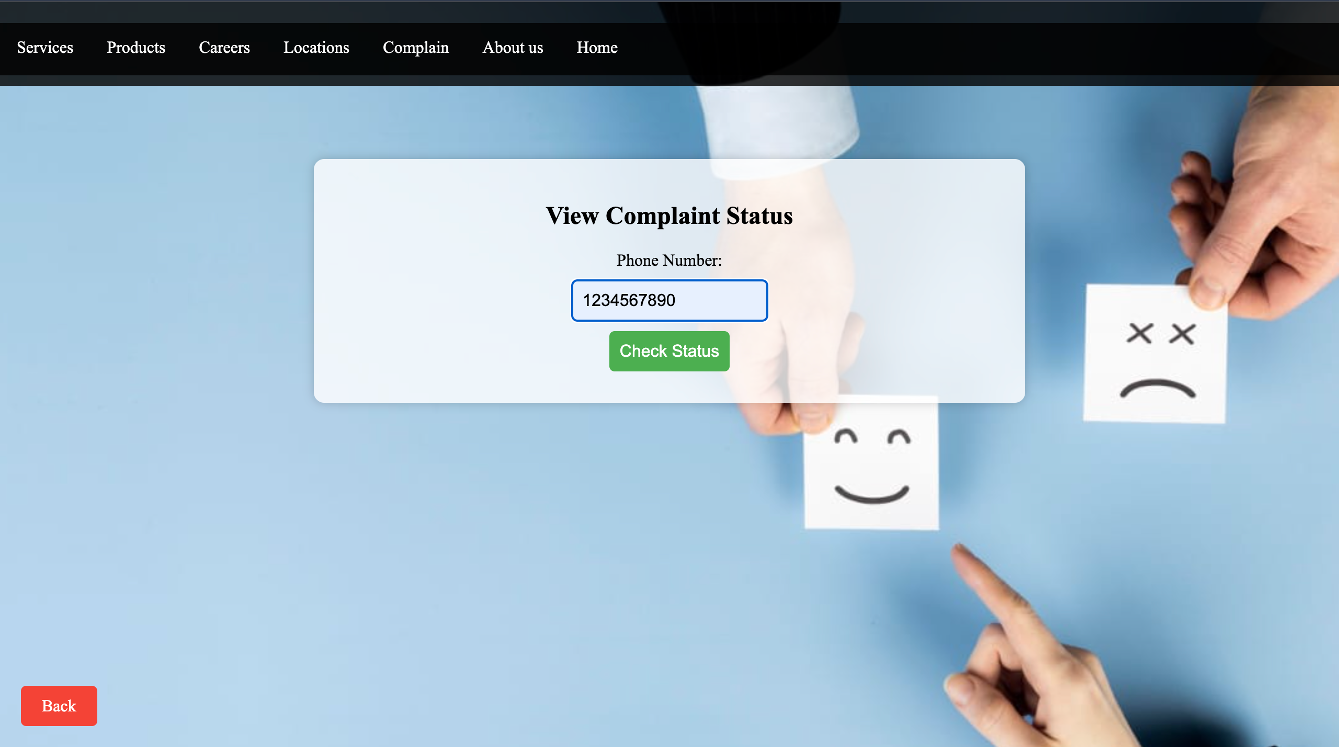 Services Products Careers Locations Complain About us Home
View Complaint Status
Phone Number:
1234567890
Check Status
Back